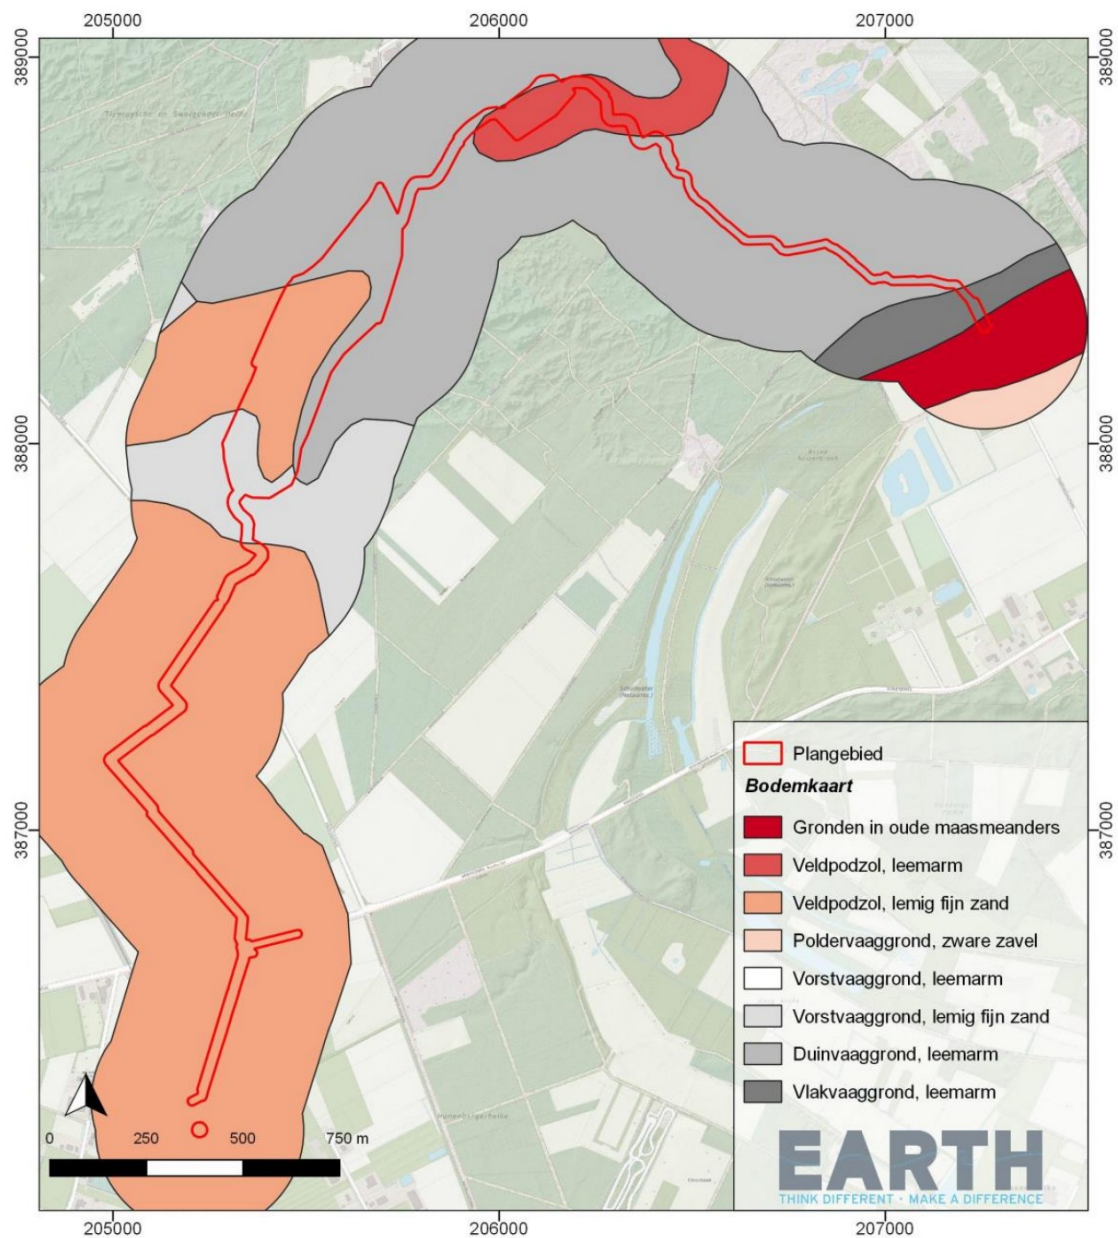 205000
206000
207000
389000
389000
388000
388000
387000
387000
Plangebied
Bodemkaart
Gronden in oude maasmeanders
Veldpodzol, leemarm
Veldpodzol, lemig fijn zand
Poldervaaggrond, zware zavel
Vorstvaaggrond, leemarm
Vorstvaaggrond, lemig fijn zand
Duinvaaggrond, leemarm
Vlakvaaggrond, leemarm
0
250
500
750 m
EARTH
THINK DIFFERENT · MAKE A DIFFERENCE
205000
206000
207000